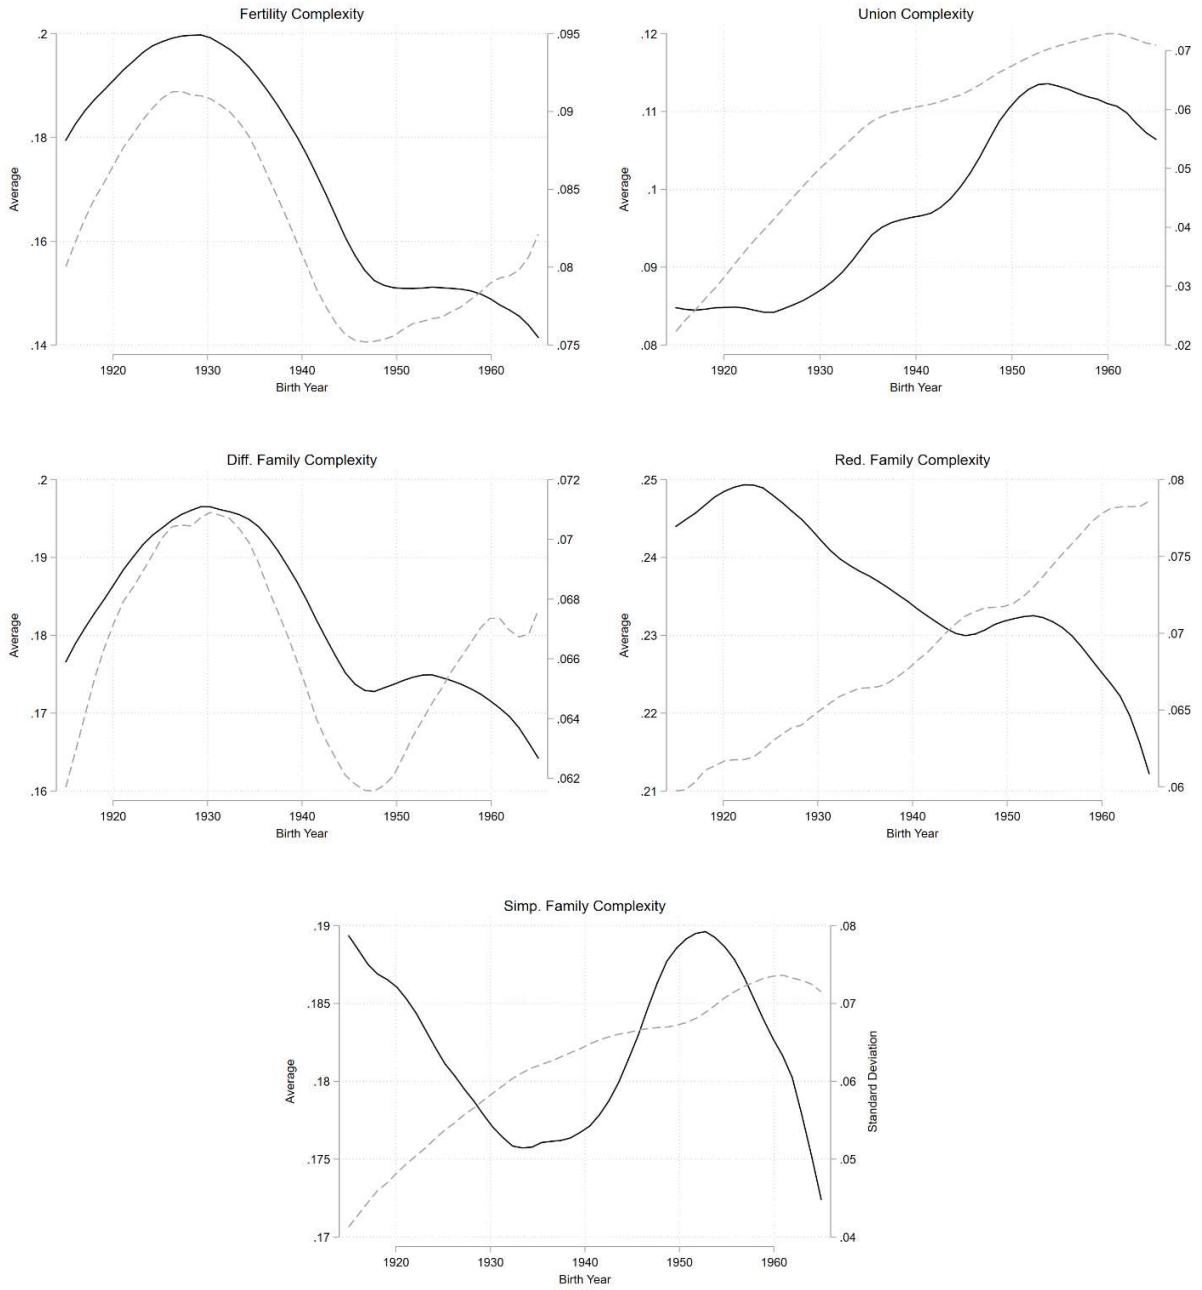 Fertility Complexity
.2
.18
.16
.14
Average
.095
.09
.085
.08
.075
1920 1930 1940 1950 1960
Birth Year
Union Complexity
.12
.11
.1
.09
.08
Average
.07
.06
.05
.04
.03
.02
1920 1930 1940 1950 1960
Birth Year
Diff. Family Complexity
.2
.19
.18
.17
.16
Average
.072
.07
.068
.066
.064
.062
1920 1930 1940 1950 1960
Birth Year
Red. Family Complexity
.25
.24
.23
.22
.21
Average
.08
.075
.07
.065
.06
1920 1930 1940 1950 1960
Birth Year
Simp. Family Complexity
.19
.185
.18
.175
.17
Average
.08
.07
.06
.05
.04
Standard Deviation
1920 1930 1940 1950 1960
Birth Year